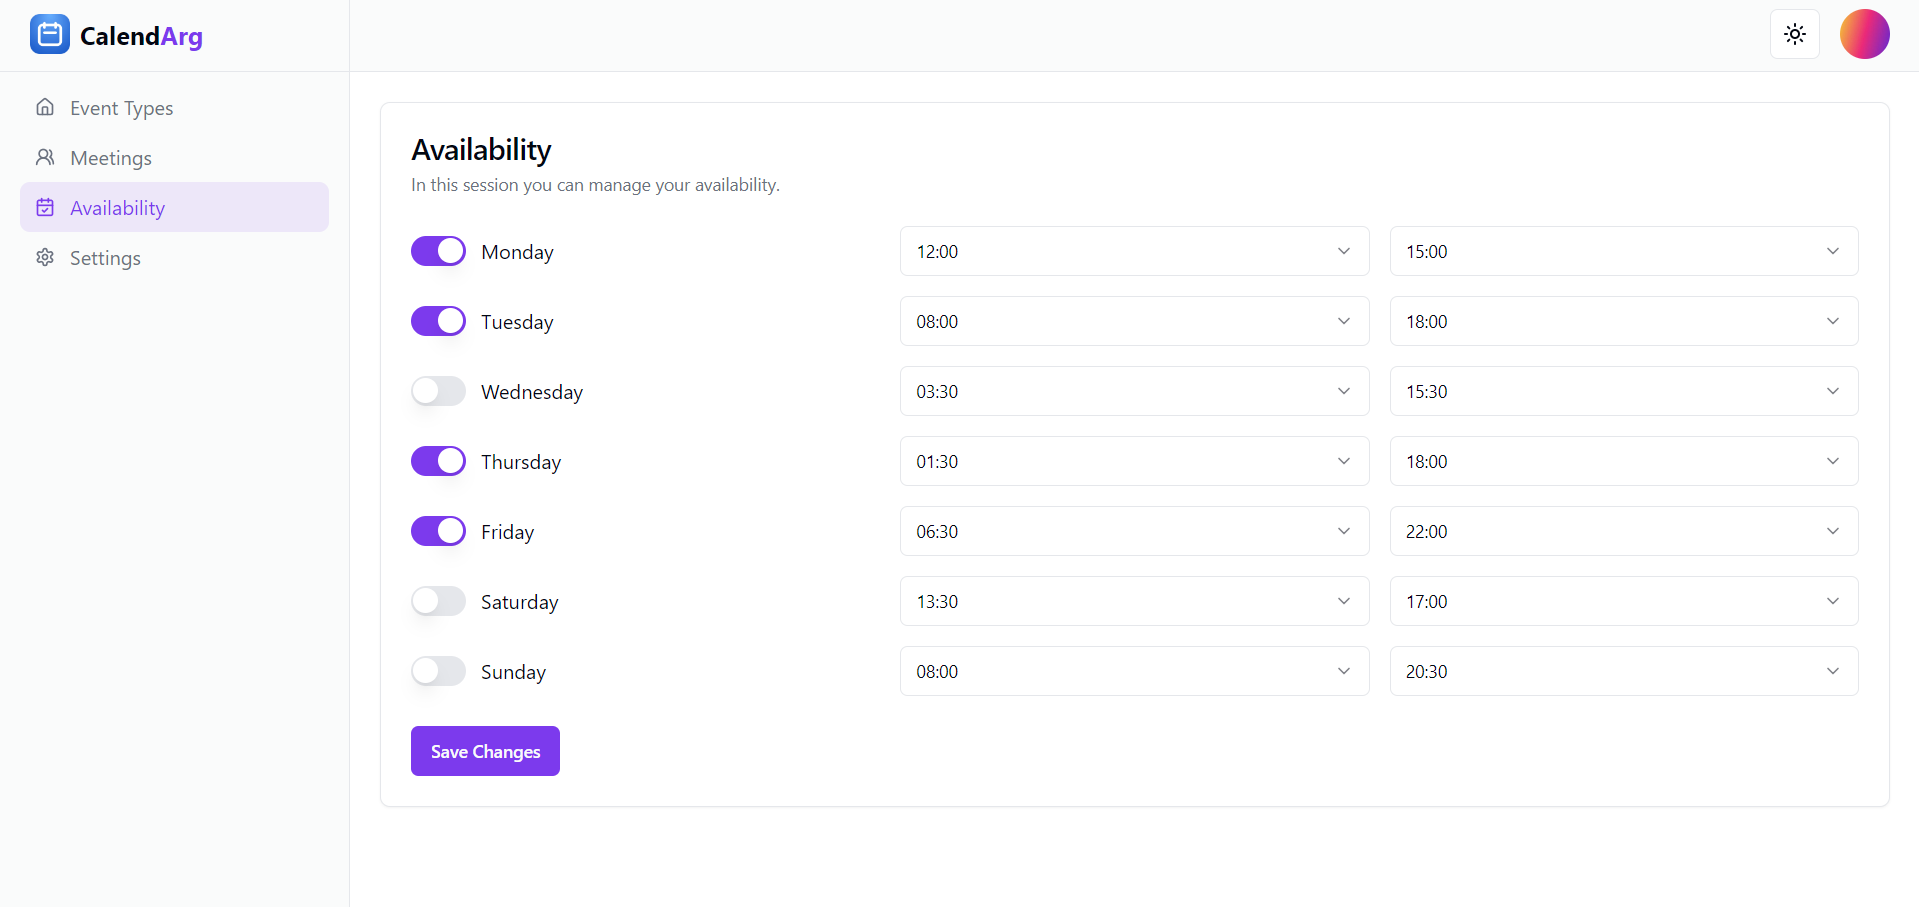 CalendArg
Event Types
Meetings
Availability
Settings
Availability
In this session you can manage your availability.
Monday 12:00 15:00
Tuesday 08:00 18:00
Wednesday 03:30 15:30
Thursday 01:30 18:00
Friday 06:30 22:00
Saturday 13:30 17:00
Sunday 08:00 20:30
Save Changes